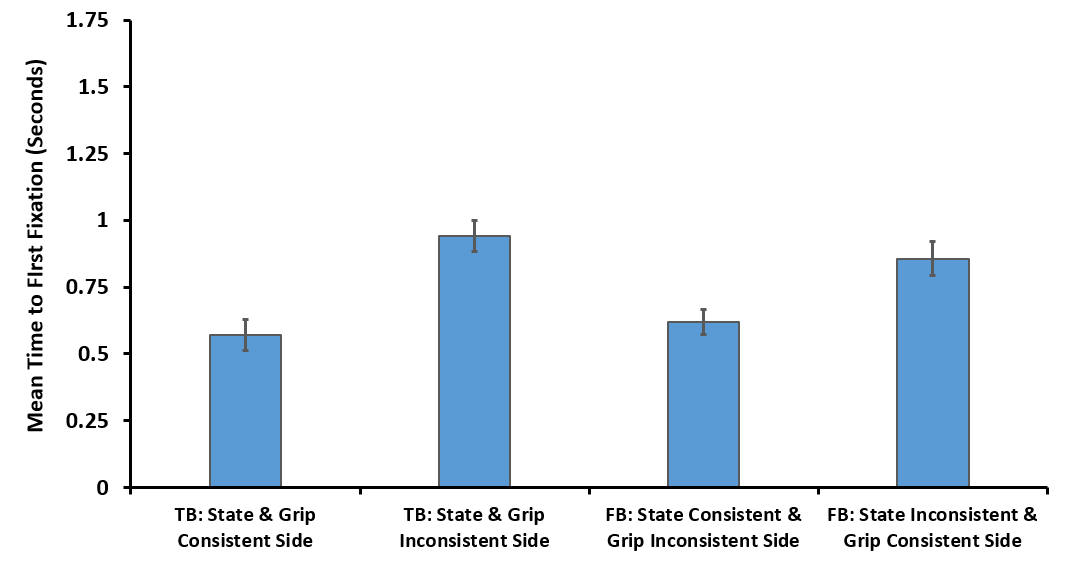 Mean Time to FIrst Fixation (Seconds)
1.75
1.5
1.25
1
0.75
0.5
0.25
0
TB: State & Grip
Consistent Side
TB: State & Grip
Inconsistent Side
FB: State Consistent &
Grip Inconsistent Side
FB: State Inconsistent &
Grip Consistent Side